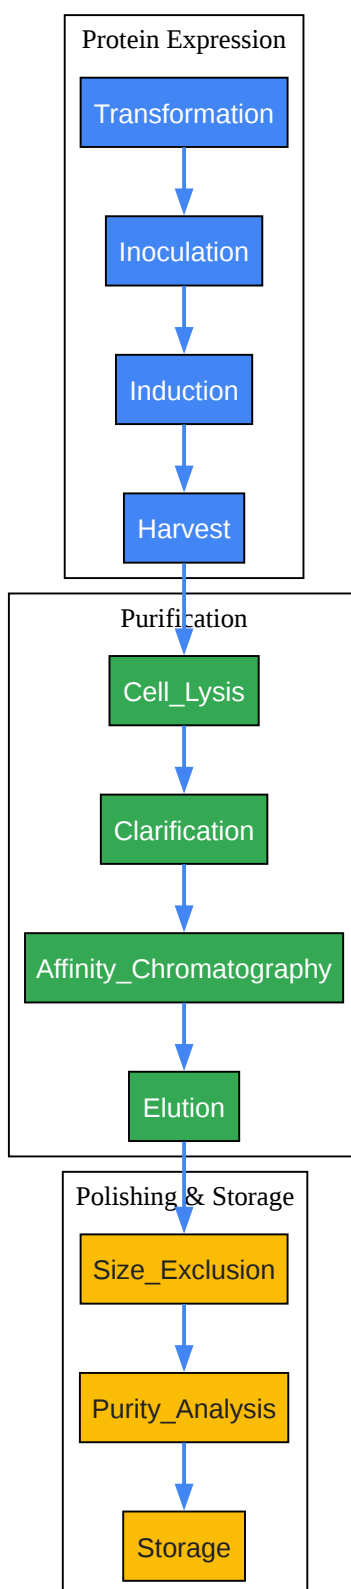 Protein Expression
Transformation
Inoculation
Induction
Harvest
Purification
Cell_Lysis
Clarification
Affinity_Chromatography
Elution
Polishing & Storage
Size_Exclusion
Purity_Analysis
Storage